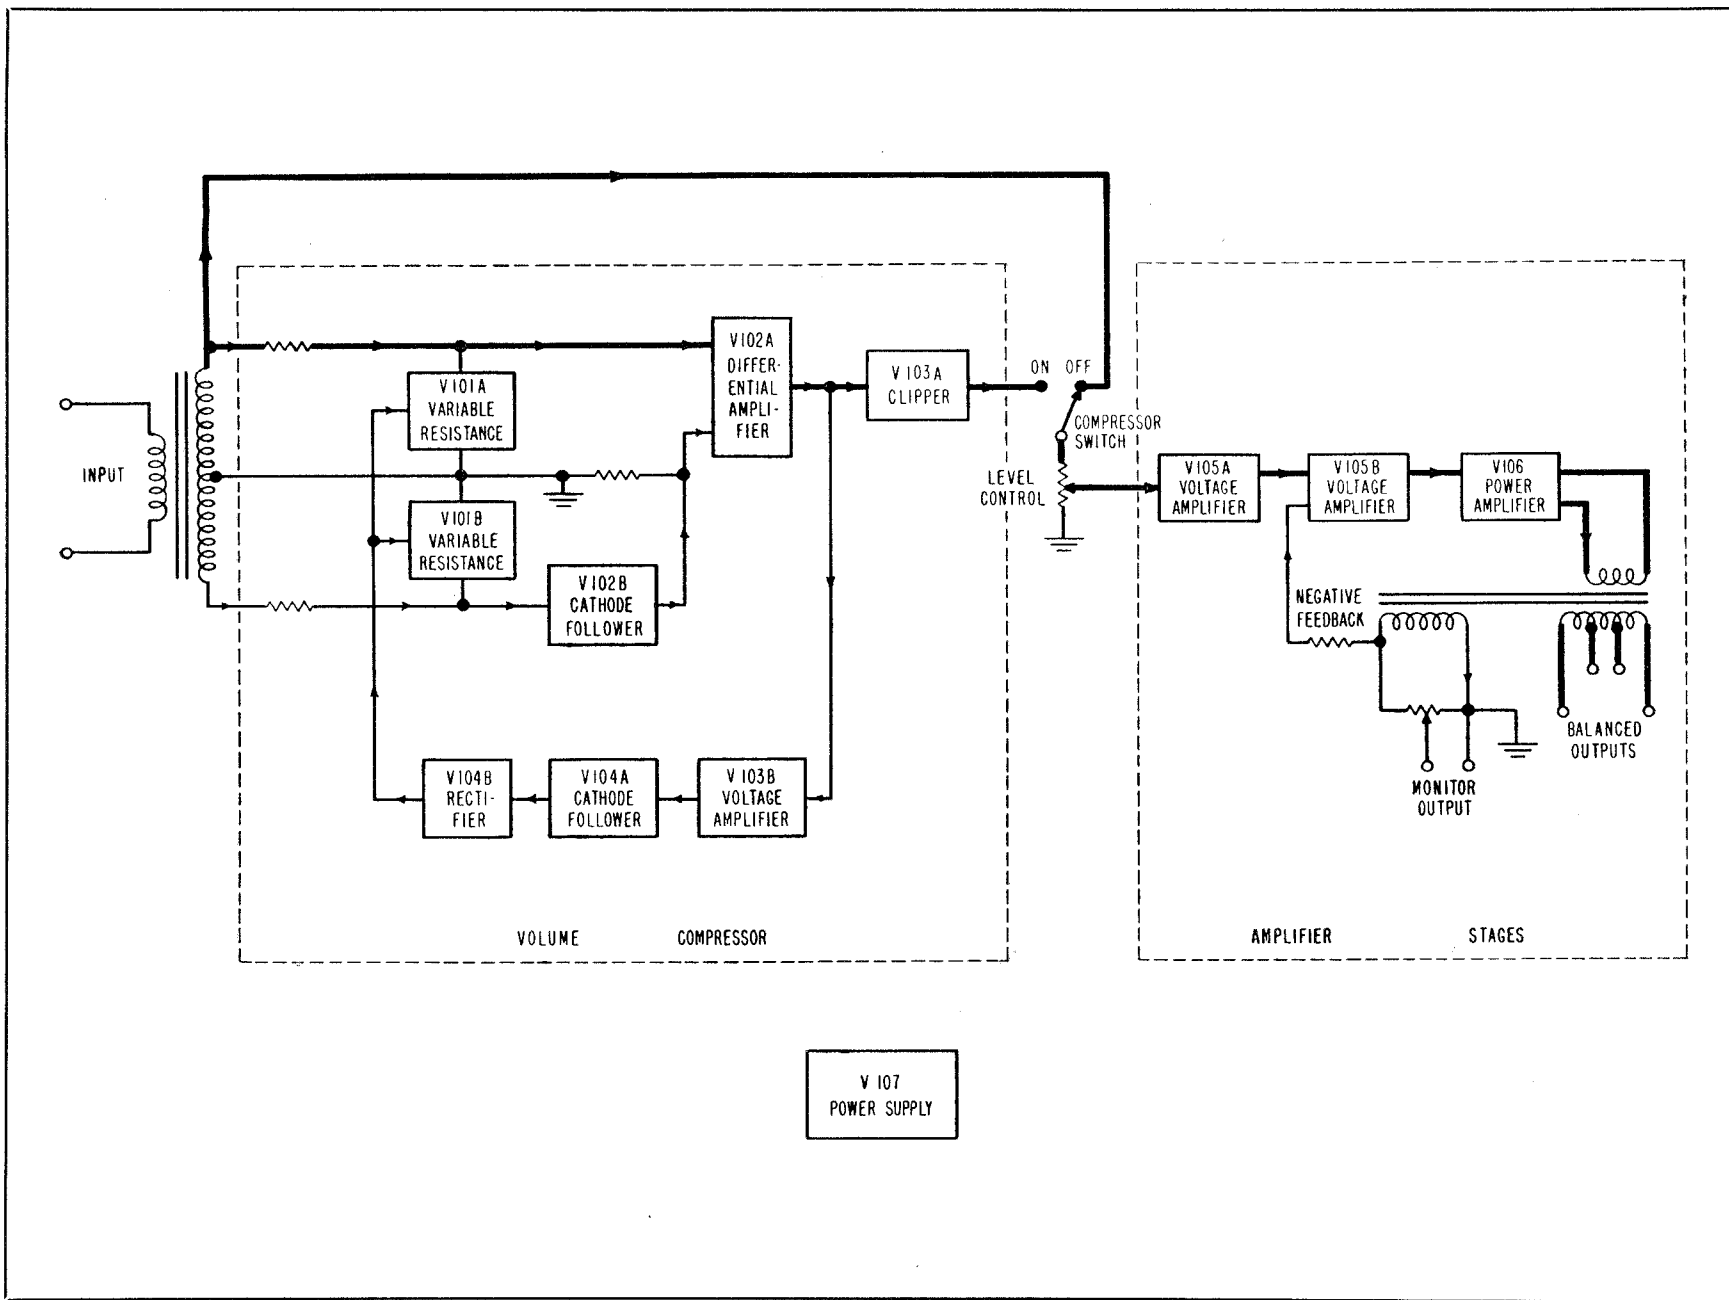 INPUT
V101A
VARIABLE
RESISTANCE
V101B
VARIABLE
RESISTANCE
V102A
DIFFER-
ENTIAL
AMPLI-
FIER
V102B
CATHODE
FOLLOWER
V103A
CLIPPER
V104B
RECTI-
FIER
V104A
CATHODE
FOLLOWER
V103B
VOLTAGE
AMPLIFIER
VOLUME COMPRESSOR
ON OFF
COMPRESSOR
SWITCH
LEVEL
CONTROL
V105A
VOLTAGE
AMPLIFIER
V105B
VOLTAGE
AMPLIFIER
V106
POWER
AMPLIFIER
NEGATIVE
FEEDBACK
MONITOR
OUTPUT
BALANCED
OUTPUTS
AMPLIFIER STAGES
V 107
POWER SUPPLY